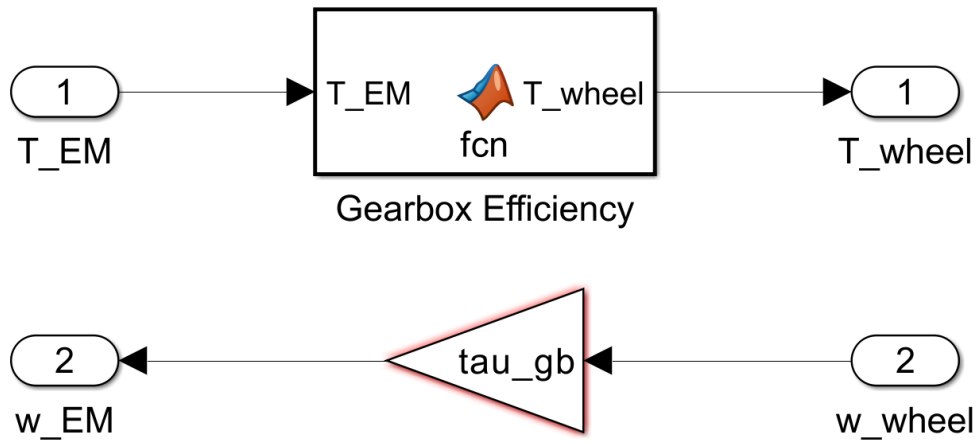 1
T_EM
T_EM
T_wheel
fcn
Gearbox Efficiency
1
T_wheel
2
w_EM
tau_gb
2
w_wheel